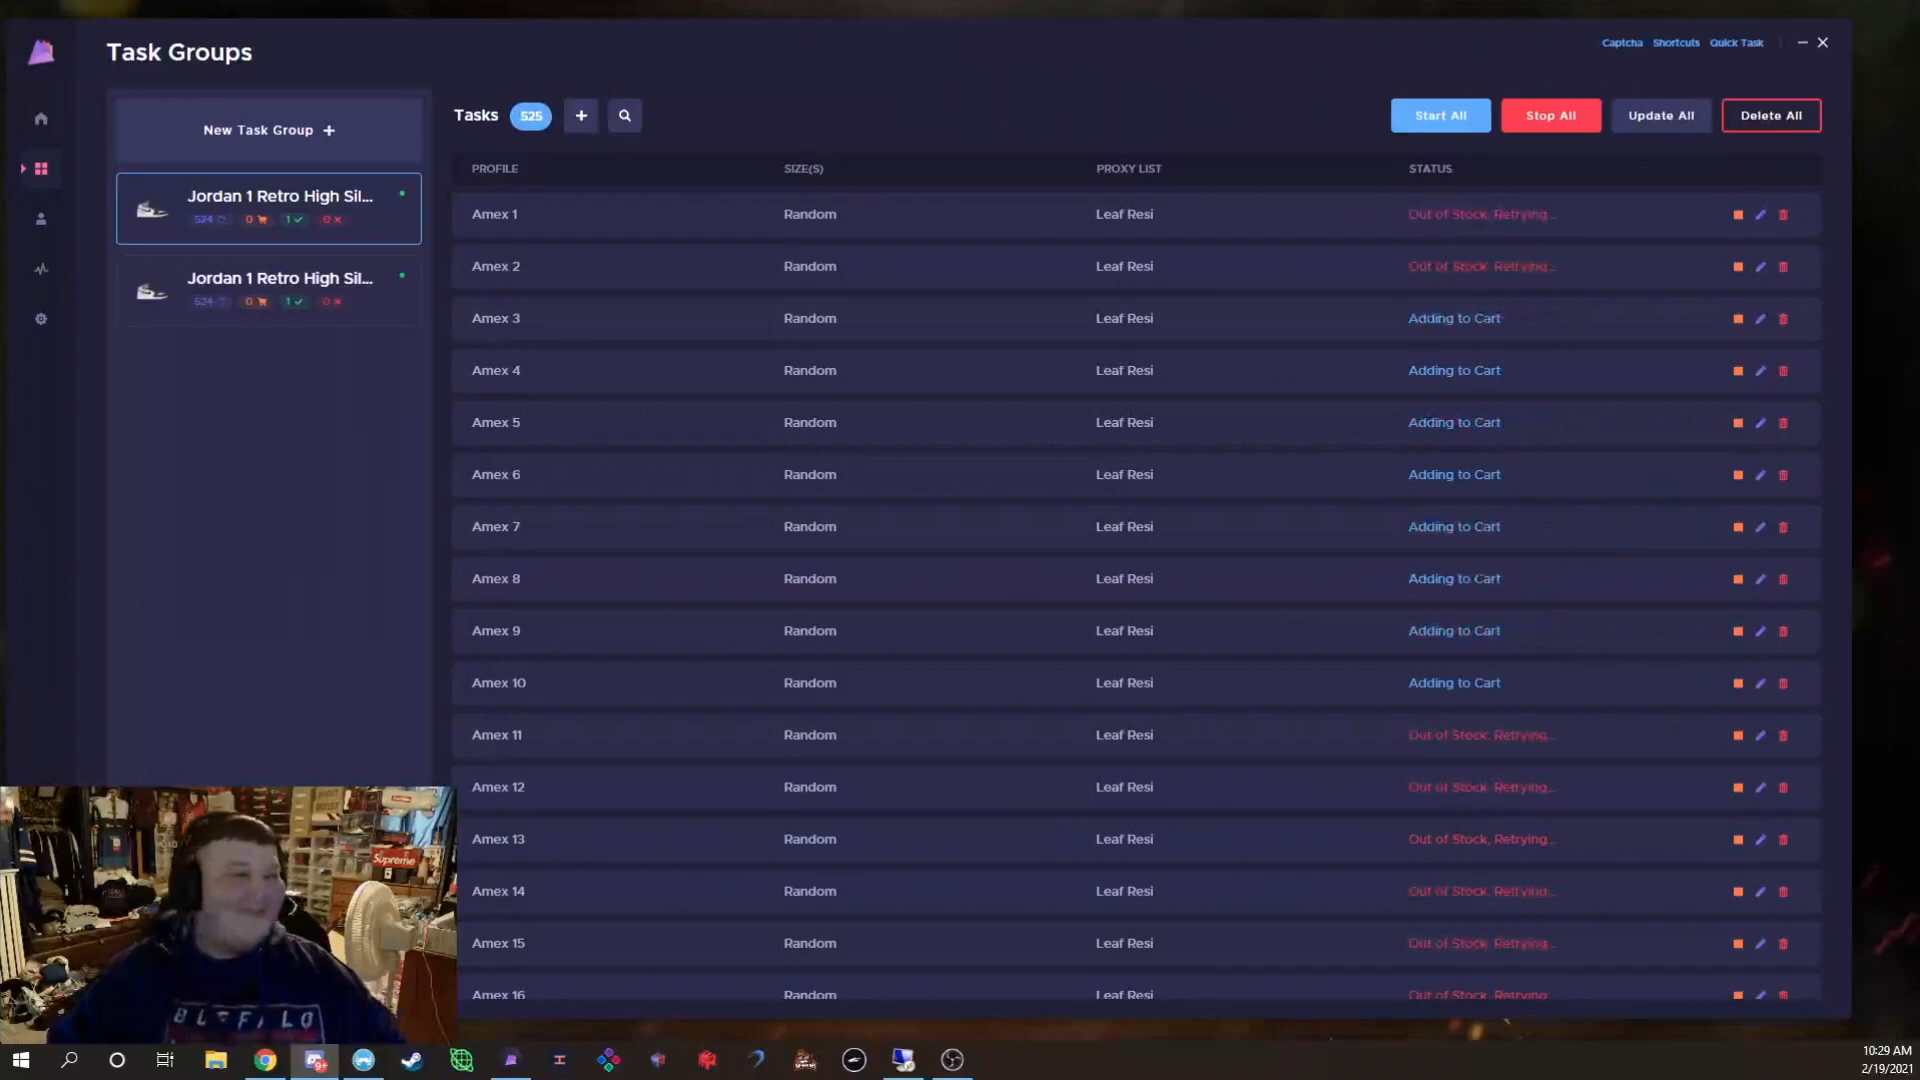 Task Groups
Captcha Shortcuts Quick Task
New Task Group +
Jordan 1 Retro High Sil...
524 0 1 0
Jordan 1 Retro High Sil...
524 0 1 0
Tasks 525 +
Start All Stop All Update All Delete All
PROFILE SIZE(S) PROXY LIST STATUS
Amex 1 Random Leaf Resi Out of Stock, Retrying...
Amex 2 Random Leaf Resi Out of Stock, Retrying...
Amex 3 Random Leaf Resi Adding to Cart
Amex 4 Random Leaf Resi Adding to Cart
Amex 5 Random Leaf Resi Adding to Cart
Amex 6 Random Leaf Resi Adding to Cart
Amex 7 Random Leaf Resi Adding to Cart
Amex 8 Random Leaf Resi Adding to Cart
Amex 9 Random Leaf Resi Adding to Cart
Amex 10 Random Leaf Resi Adding to Cart
Amex 11 Random Leaf Resi Out of Stock, Retrying...
Amex 12 Random Leaf Resi Out of Stock, Retrying...
Amex 13 Random Leaf Resi Out of Stock, Retrying...
Amex 14 Random Leaf Resi Out of Stock, Retrying...
Amex 15 Random Leaf Resi Out of Stock, Retrying...
Amex 16 Random Leaf Resi Out of Stock, Retrying...
Supreme
BUFFALO
9+
10:29 AM
2/19/2021